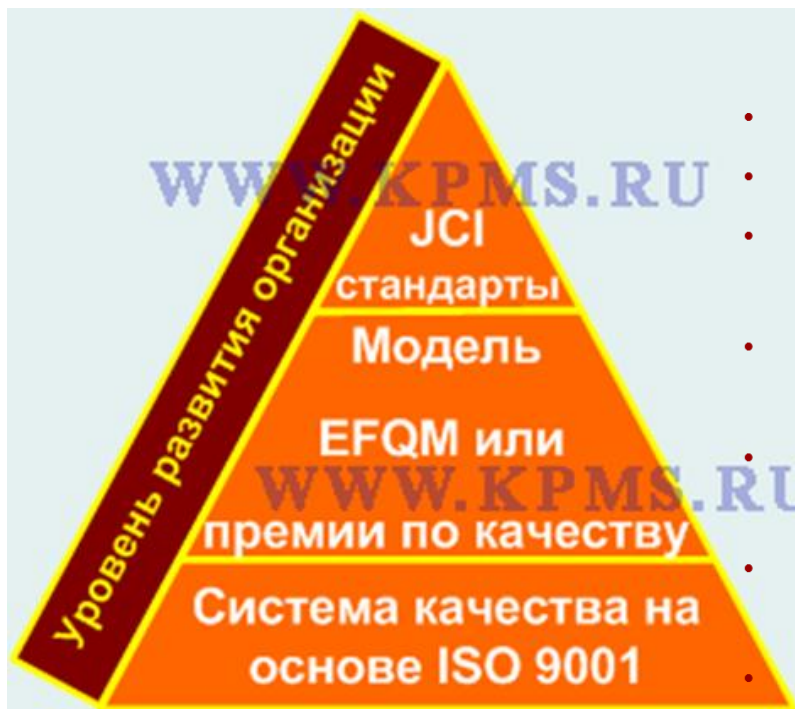 Уровень развития организации
WWW.KPMS.RU
JCI
стандарты
Модель
EFQM или
WWW.KPMS.RU
премии по качеству
Система качества на
основе ISO 9001